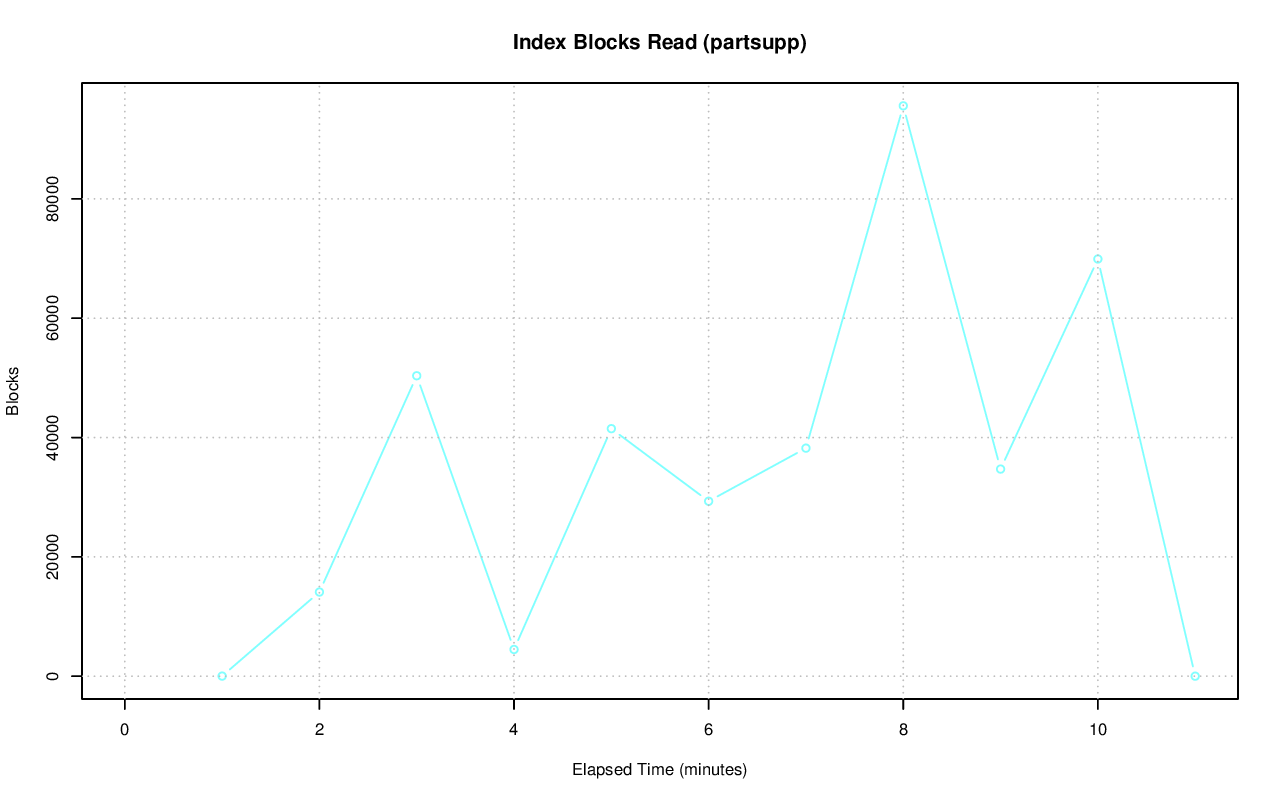 Index Blocks Read (partsupp)
Blocks
80000
60000
40000
20000
0
0 2 4 6 8 10
Elapsed Time (minutes)